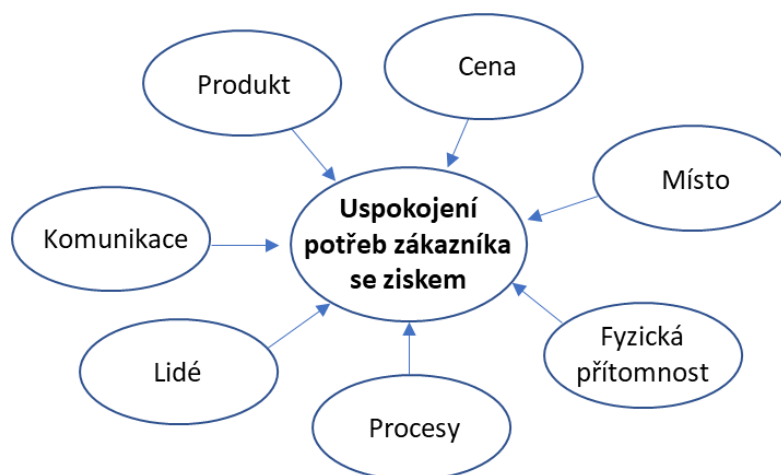 Produkt
Cena
Místo
Komunikace
Uspokojení
potřeb zákazníka
se ziskem
Fyzická
přítomnost
Lidé
Procesy